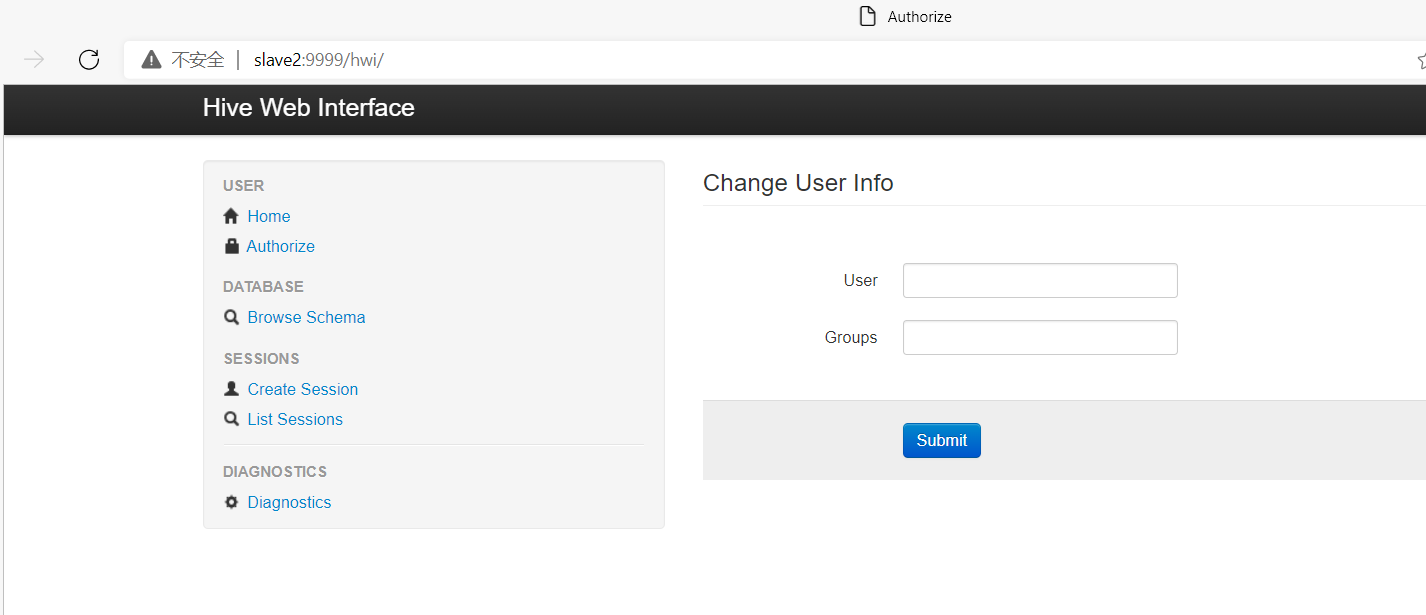 Authorize
不安全 | slave2:9999/hwi/
Hive Web Interface
USER
Home
Authorize
DATABASE
Browse Schema
SESSIONS
Create Session
List Sessions
DIAGNOSTICS
Diagnostics
Change User Info
User
Groups
Submit